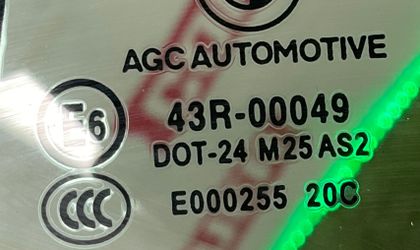 AGC AUTOMOTIVE
E6 43R-00049
DOT-24 M25 AS2
CCC E000255 20C